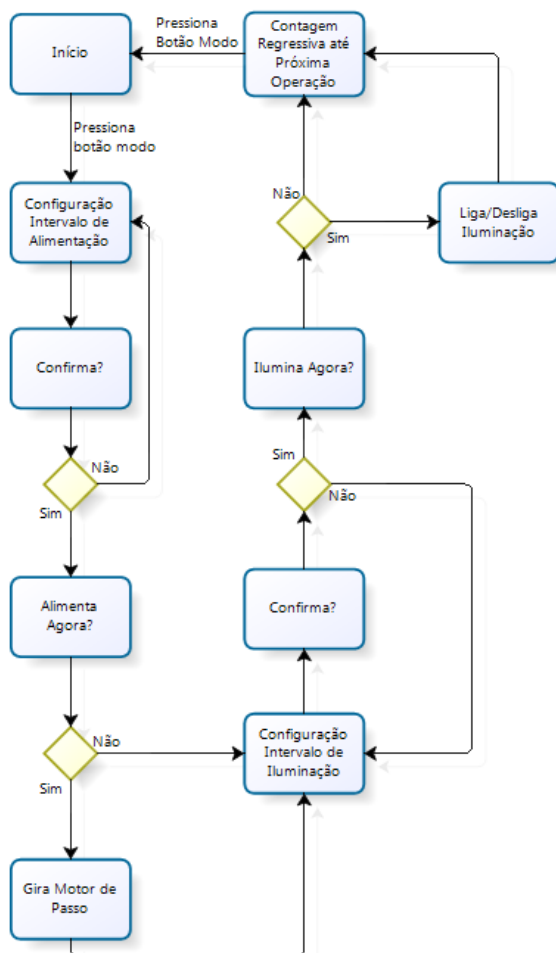 Início
Pressiona
botão modo
Configuração
Intervalo de
Alimentação
Confirma?
Não
Sim
Alimenta
Agora?
Não
Sim
Gira Motor de
Passo
Configuração
Intervalo de
Iluminação
Confirma?
Sim
Não
Ilumina Agora?
Não
Sim
Liga/Desliga
Iluminação
Contagem
Regressiva até
Próxima
Operação
Pressiona
Botão Modo